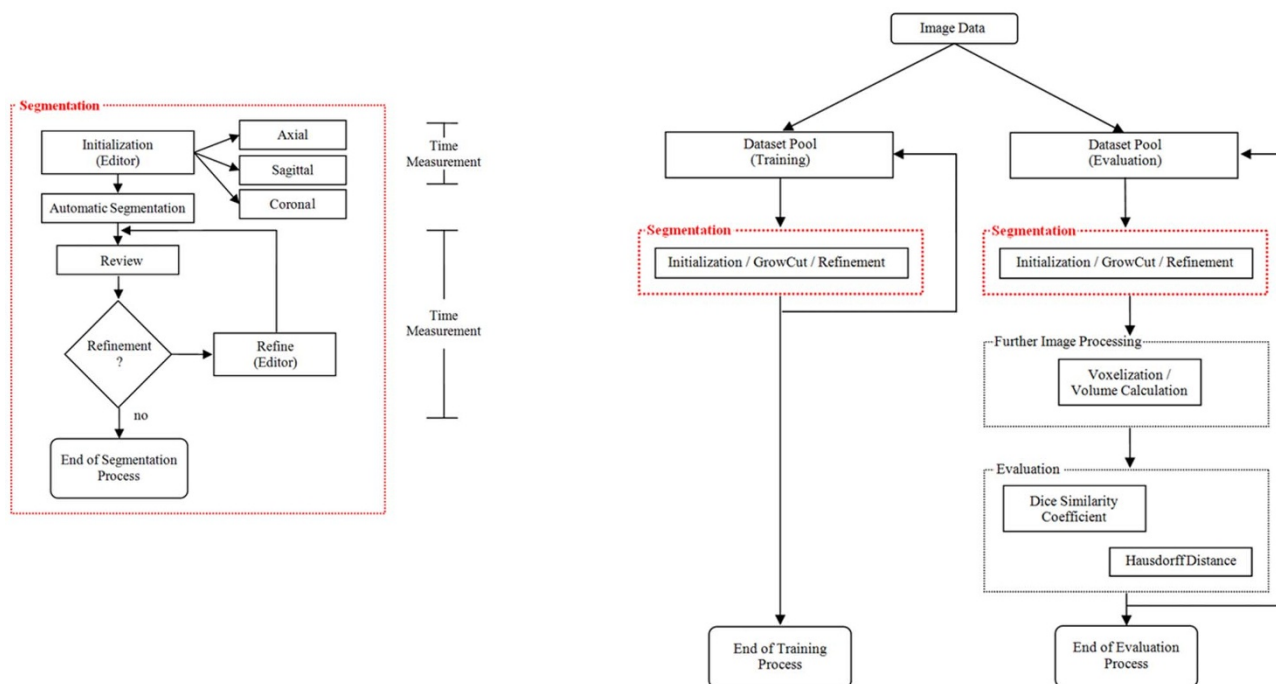 Segmentation
Initialization
(Editor)
Axial
Sagittal
Coronal
Automatic Segmentation
Review
Refinement
?
Refine
(Editor)
no
End of Segmentation
Process
Time
Measurement
Time
Measurement
Image Data
Dataset Pool
(Training)
Segmentation
Initialization / GrowCut / Refinement
End of Training
Process
Dataset Pool
(Evaluation)
Segmentation
Initialization / GrowCut / Refinement
Further Image Processing
Voxelization /
Volume Calculation
Evaluation
Dice Similarity
Coefficient
Hausdorff Distance
End of Evaluation
Process